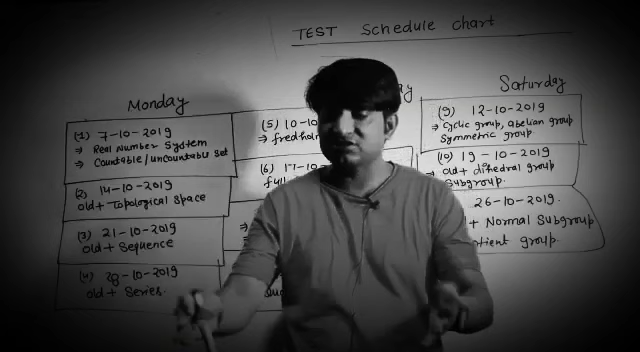 TEST Schedule chart
Monday
(1) 7-10-2019
⇒ Real Number System
⇒ Countable/Uncountable Set
(2) 14-10-2019
old + Topological Space
(3) 21-10-2019
old + Sequence
(4) 28-10-2019
old + Series.
(5) 10-10
⇒ fredholm
(6) 17-10
full
Saturday
(9) 12-10-2019
⇒ Cyclic group, abelian group
Symmetric group
(10) 19-10-2019
⇒ old + dihedral group
Subgroup.
26-10-2019.
+ Normal Subgroup
group.